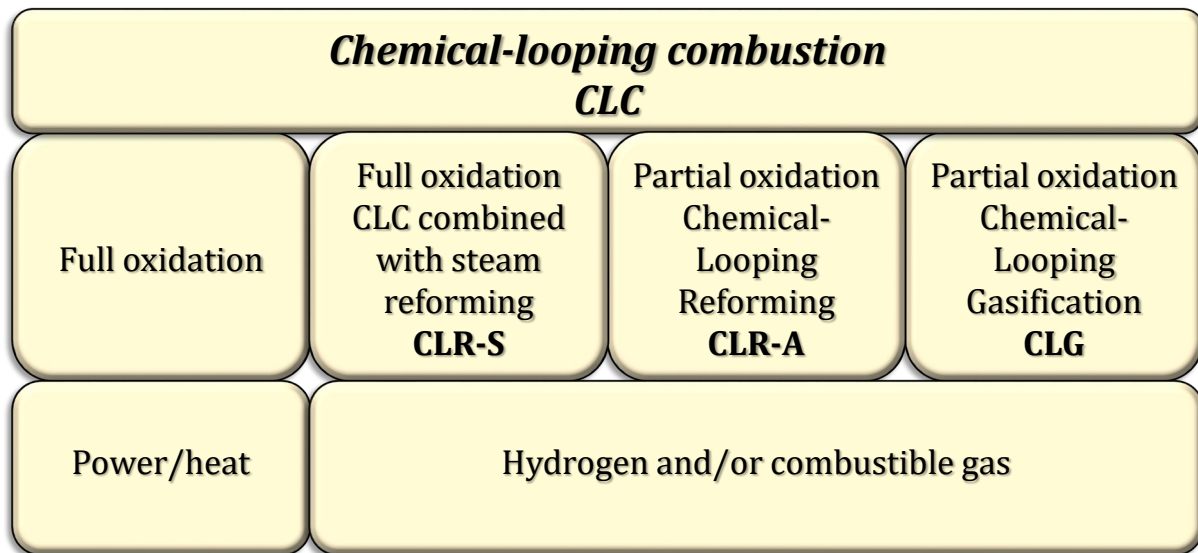 Chemical-looping combustion
CLC
Full oxidation
Full oxidation
CLC combined
with steam
reforming
CLR-S
Partial oxidation
Chemical-
Looping
Reforming
CLR-A
Partial oxidation
Chemical-
Looping
Gasification
CLG
Power/heat
Hydrogen and/or combustible gas